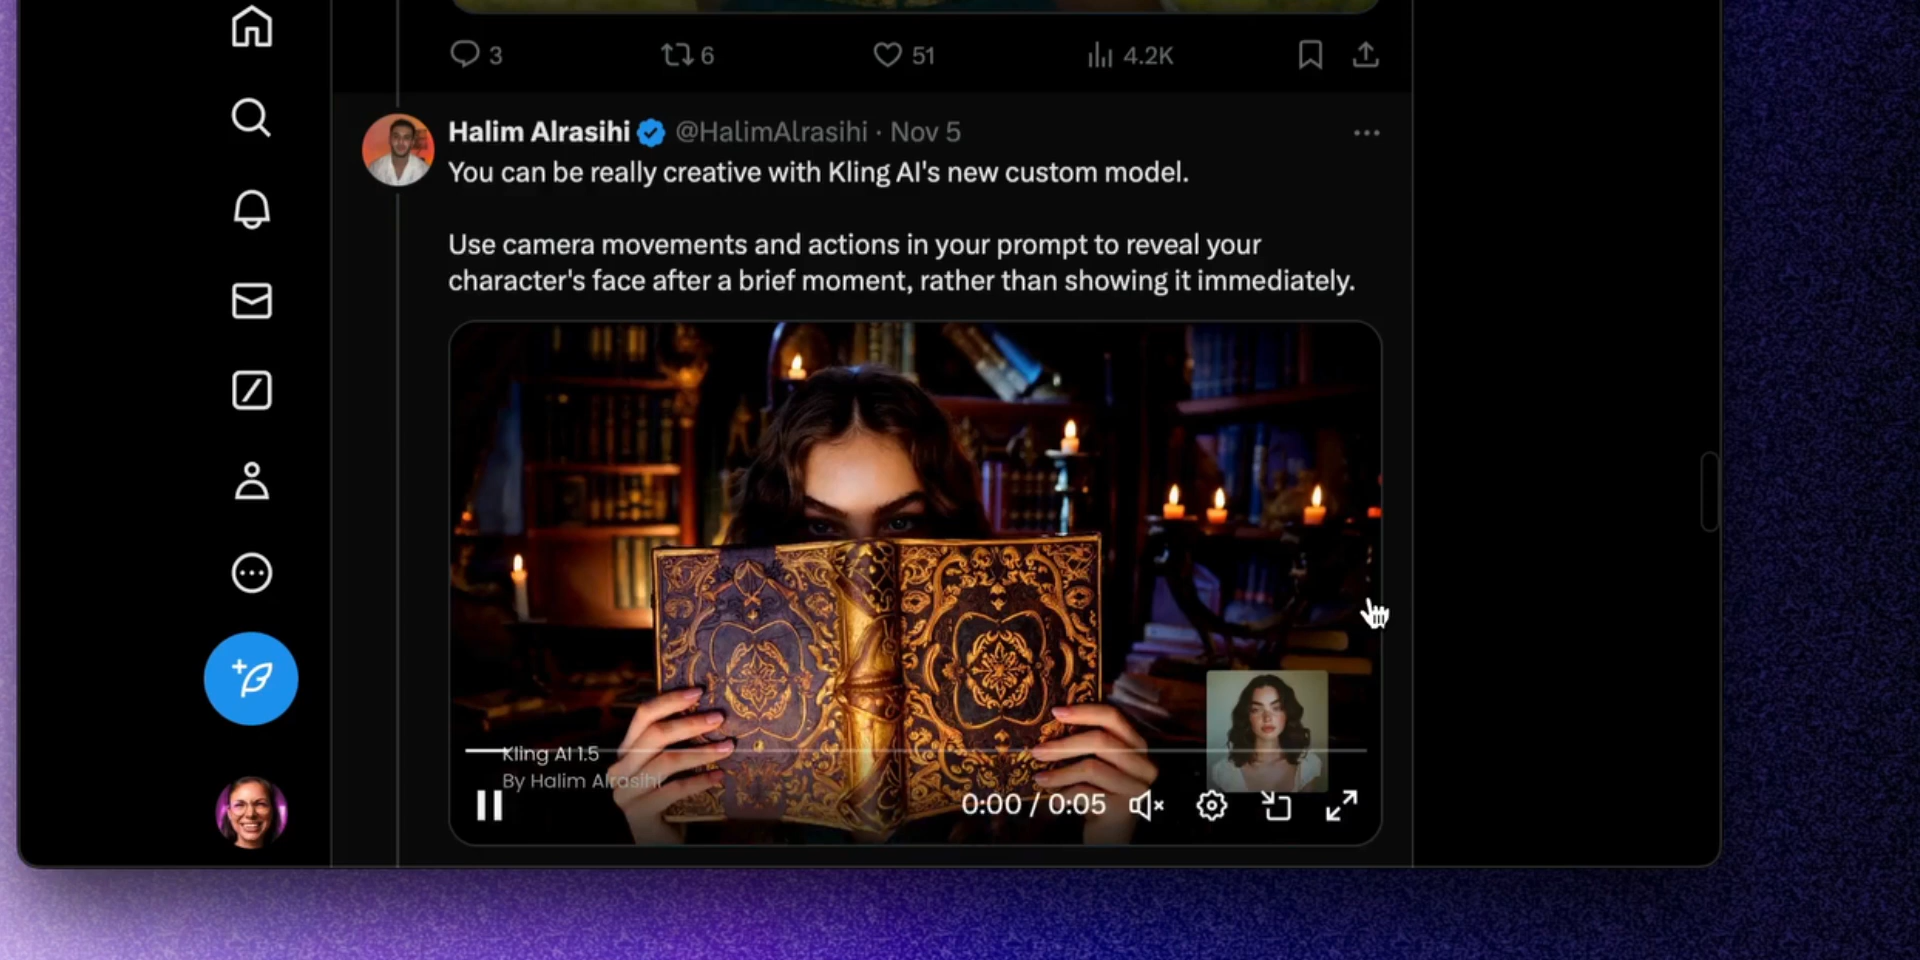 3 6 51 4.2K
Halim Alrasihi @HalimAlrasihi · Nov 5
You can be really creative with Kling AI's new custom model.
Use camera movements and actions in your prompt to reveal your
character's face after a brief moment, rather than showing it immediately.
Kling AI 1.5
By Halim Alrasihi
0:00 / 0:05